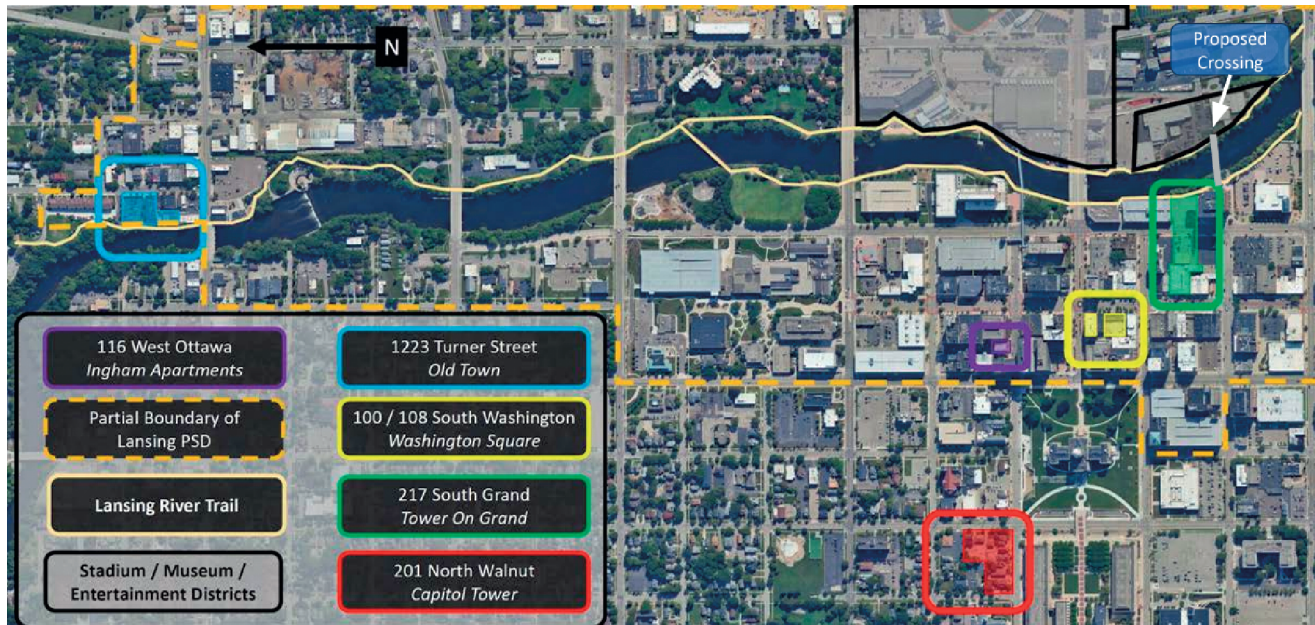 N
Proposed
Crossing
116 West Ottawa
Ingham Apartments
1223 Turner Street
Old Town
Partial Boundary of
Lansing PSD
100 / 108 South Washington
Washington Square
Lansing River Trail
217 South Grand
Tower On Grand
Stadium / Museum /
Entertainment Districts
201 North Walnut
Capitol Tower